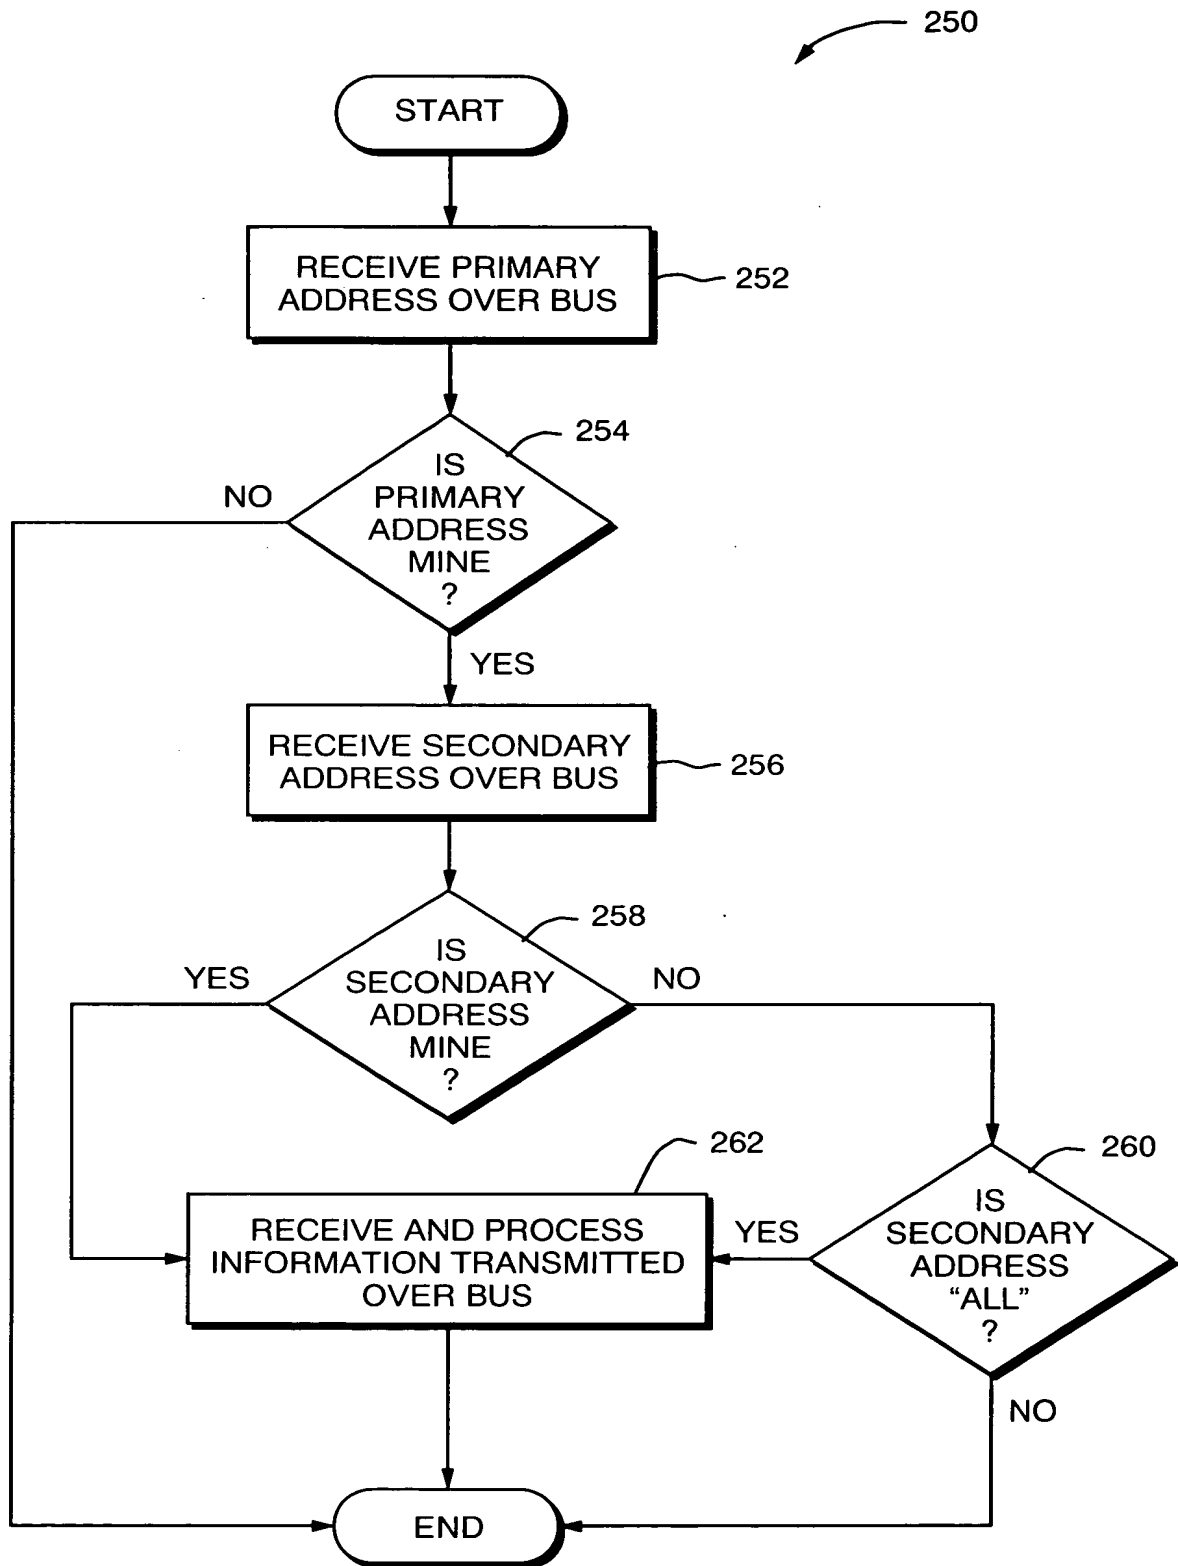 250
START
RECEIVE PRIMARY
ADDRESS OVER BUS
252
254
IS
PRIMARY
ADDRESS
MINE
?
NO
YES
RECEIVE SECONDARY
ADDRESS OVER BUS
256
258
IS
SECONDARY
ADDRESS
MINE
?
YES
NO
262
260
RECEIVE AND PROCESS
INFORMATION TRANSMITTED
OVER BUS
YES
IS
SECONDARY
ADDRESS
“ALL”
?
NO
END